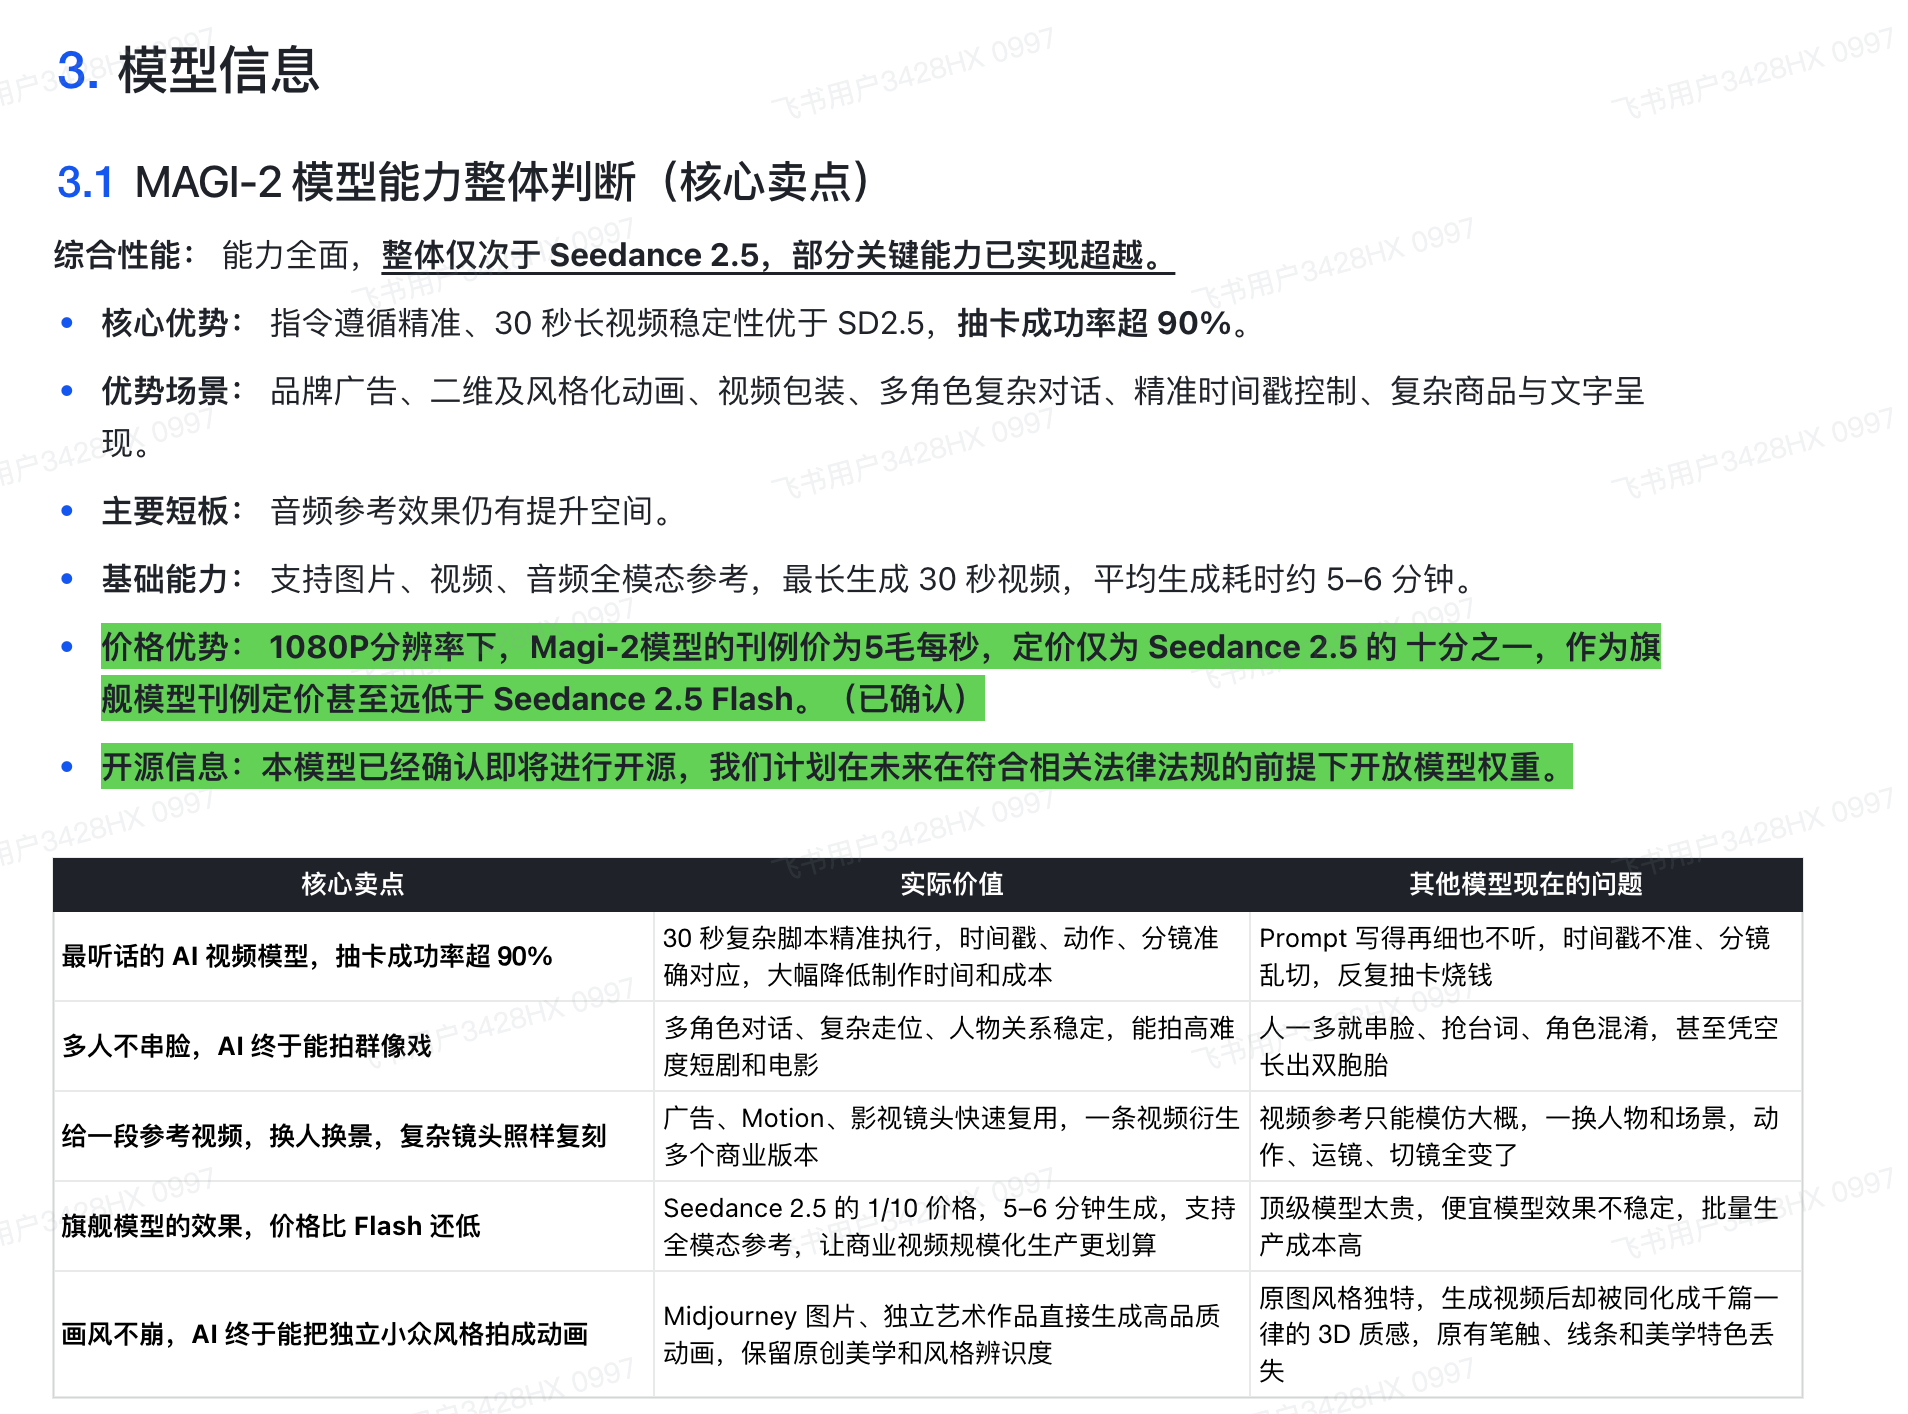 3. 模型信息
3.1 MAGI-2 模型能力整体判断（核心卖点）
综合性能： 能力全面，整体仅次于 Seedance 2.5，部分关键能力已实现超越。
• 核心优势： 指令遵循精准、30 秒长视频稳定性优于 SD2.5，抽卡成功率超 90%。
• 优势场景： 品牌广告、二维及风格化动画、视频包装、多角色复杂对话、精准时间戳控制、复杂商品与文字呈
现。
• 主要短板： 音频参考效果仍有提升空间。
• 基础能力： 支持图片、视频、音频全模态参考，最长生成 30 秒视频，平均生成耗时约 5–6 分钟。
• 价格优势： 1080P分辨率下，Magi-2模型的刊例价为5毛每秒，定价仅为 Seedance 2.5 的 十分之一，作为旗
舰模型刊例定价甚至远低于 Seedance 2.5 Flash。（已确认）
• 开源信息：本模型已经确认即将进行开源，我们计划在未来在符合相关法律法规的前提下开放模型权重。
核心卖点 实际价值 其他模型现在的问题
最听话的 AI 视频模型，抽卡成功率超 90%
30 秒复杂脚本精准执行，时间戳、动作、分镜准
确对应，大幅降低制作时间和成本
Prompt 写得再细也不听，时间戳不准、分镜
乱切，反复抽卡烧钱
多人不串脸，AI 终于能拍群像戏
多角色对话、复杂走位、人物关系稳定，能拍高难
度短剧和电影
人一多就串脸、抢台词、角色混淆，甚至凭空
长出双胞胎
给一段参考视频，换人换景，复杂镜头照样复刻
广告、Motion、影视镜头快速复用，一条视频衍生
多个商业版本
视频参考只能模仿大概，一换人物和场景，动
作、运镜、切镜全变了
旗舰模型的效果，价格比 Flash 还低
Seedance 2.5 的 1/10 价格，5–6 分钟生成，支持
全模态参考，让商业视频规模化生产更划算
顶级模型太贵，便宜模型效果不稳定，批量生
产成本高
画风不崩，AI 终于能把独立小众风格拍成动画
Midjourney 图片、独立艺术作品直接生成高品质
动画，保留原创美学和风格辨识度
原图风格独特，生成视频后却被同化成千篇一
律的 3D 质感，原有笔触、线条和美学特色丢
失
飞书用户3428HX 0997